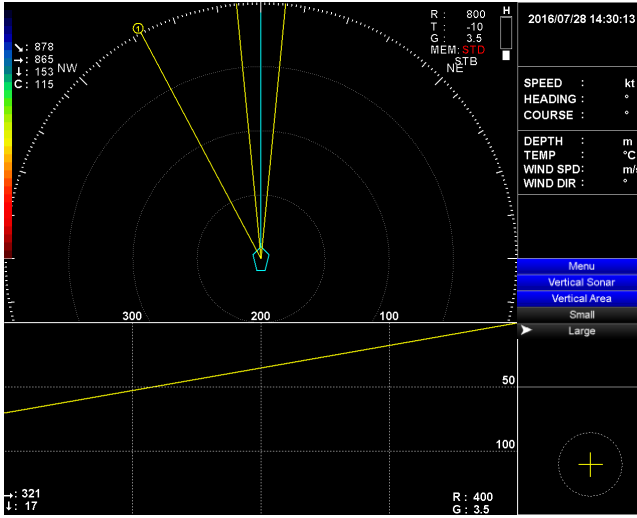 ↘: 878
→: 865
↓: 153
C: 115
NW
1
R : 800
T : -10
G : 3.5
MEM: STD
STB
NE
H
2016/07/28 14:30:13
SPEED : kt
HEADING : °
COURSE : °
DEPTH : m
TEMP : °C
WIND SPD: m/s
WIND DIR : °
Menu
Vertical Sonar
Vertical Area
Small
Large
300 200 100
50
100
→: 321
↓: 17
R : 400
G : 3.5